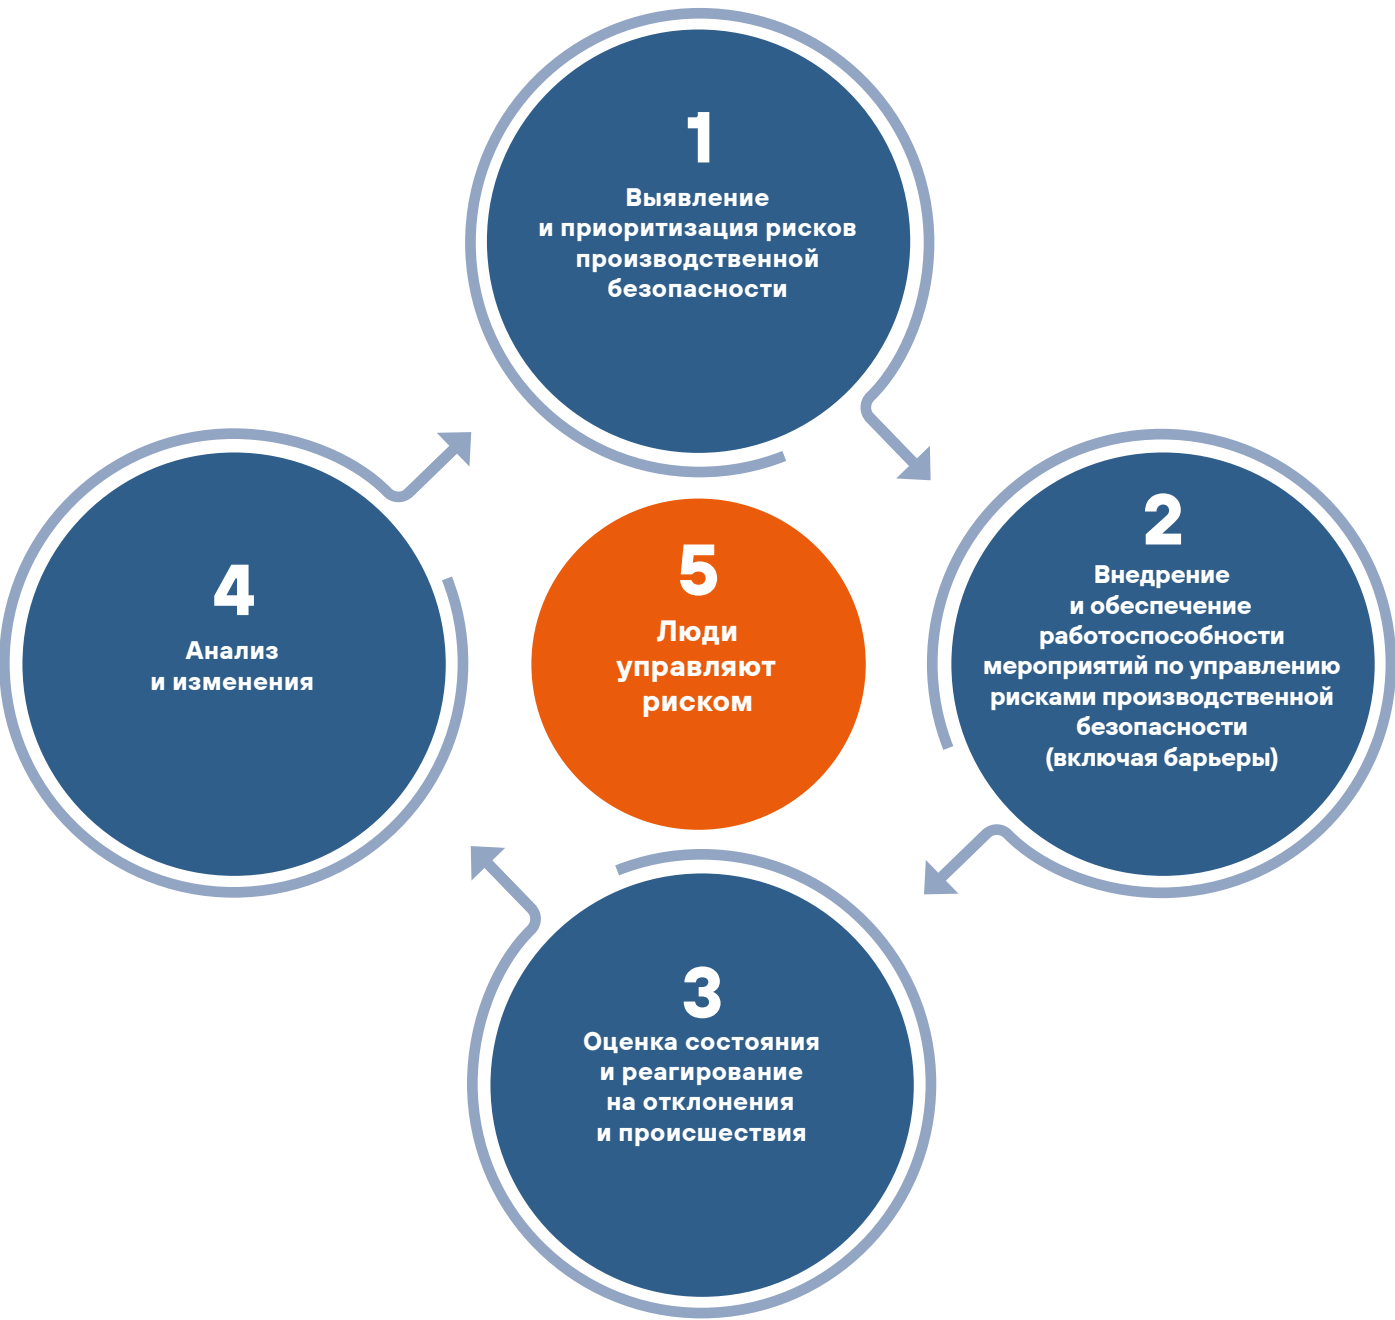 1
Выявление
и приоритизация рисков
производственной
безопасности
2
Внедрение
и обеспечение
работоспособности
мероприятий по управлению
рисками производственной
безопасности
(включая барьеры)
3
Оценка состояния
и реагирование
на отклонения
и происшествия
4
Анализ
и изменения
5
Люди
управляют
риском